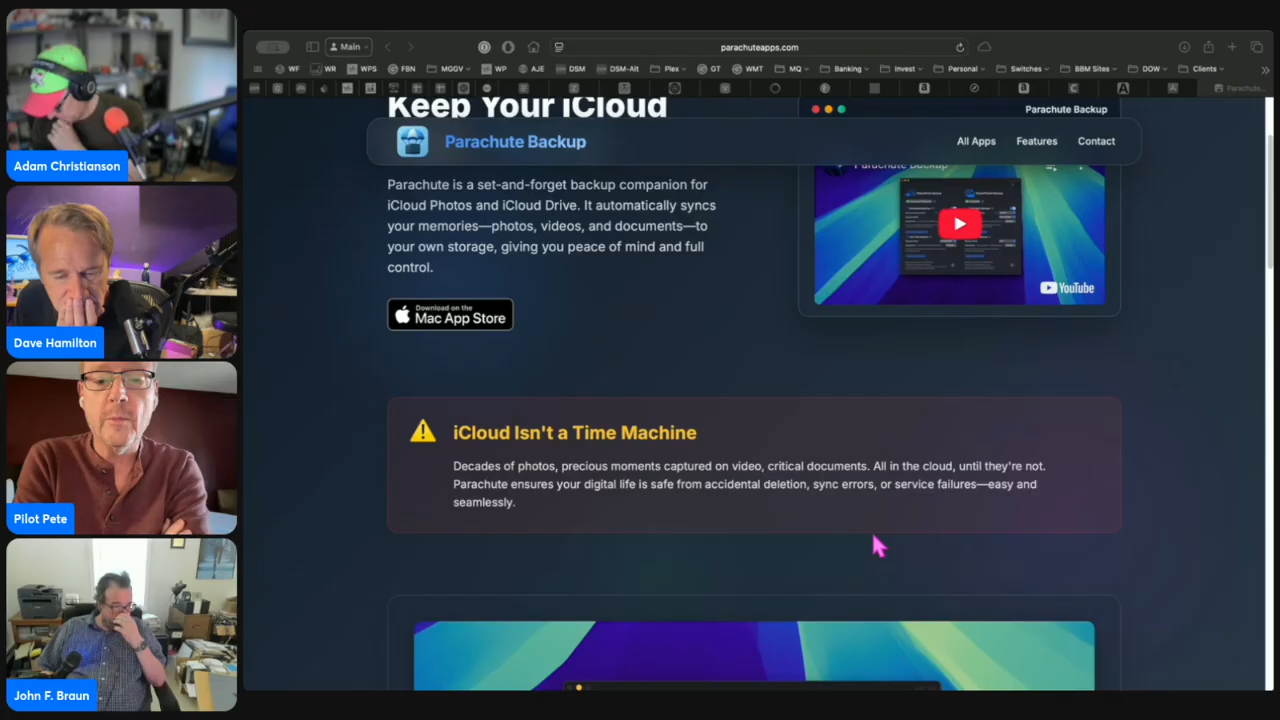 Adam Christianson
Dave Hamilton
Pilot Pete
John F. Braun
Main
parachuteapps.com
WF
WR
WPS
FBN
MGGV
WP
AJE
DSM
DSM-Alt
Plex
GT
WMT
MQ
Banking
Invest
Personal
Switches
BBM Sites
DOW
Clients
Parachute...
Keep Your iCloud
Parachute Backup
All Apps
Features
Contact
Parachute Backup
Parachute Backup
YouTube
Parachute is a set-and-forget backup companion for
iCloud Photos and iCloud Drive. It automatically syncs
your memories—photos, videos, and documents—to
your own storage, giving you peace of mind and full
control.
Download on the
Mac App Store
iCloud Isn't a Time Machine
Decades of photos, precious moments captured on video, critical documents. All in the cloud, until they're not.
Parachute ensures your digital life is safe from accidental deletion, sync errors, or service failures—easy and
seamlessly.